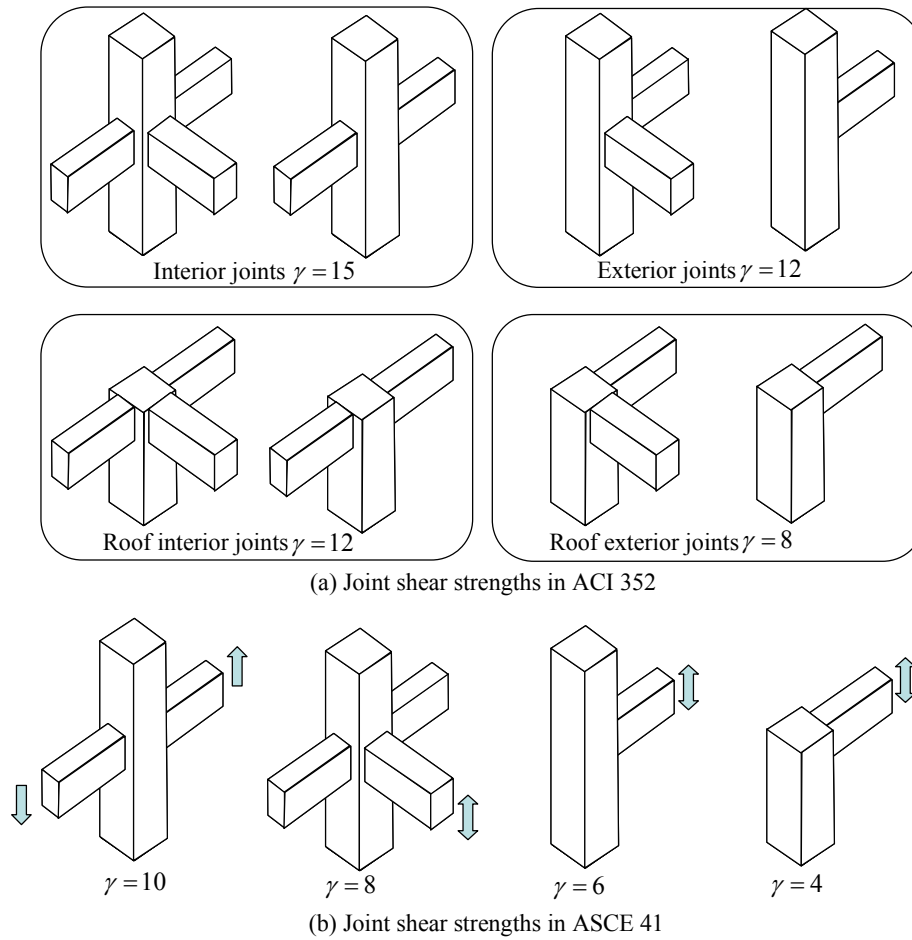 Interior joints γ = 15
Exterior joints γ = 12
Roof interior joints γ = 12
Roof exterior joints γ = 8
(a) Joint shear strengths in ACI 352
γ = 10
γ = 8
γ = 6
γ = 4
(b) Joint shear strengths in ASCE 41